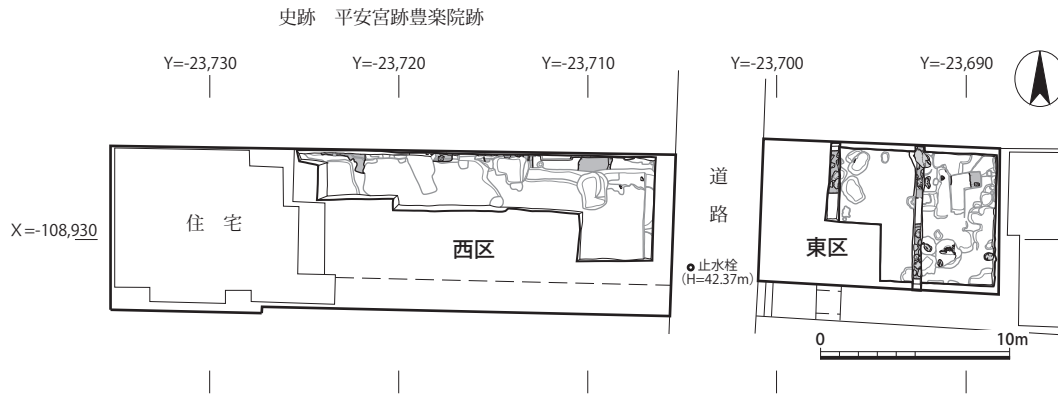 史跡　平安宮跡豊楽院跡
Y=-23,730
Y=-23,720
Y=-23,710
Y=-23,700
Y=-23,690
X=-108,930
住　宅
西区
道
路
東区
止水栓
(H=42.37m)
0
10m